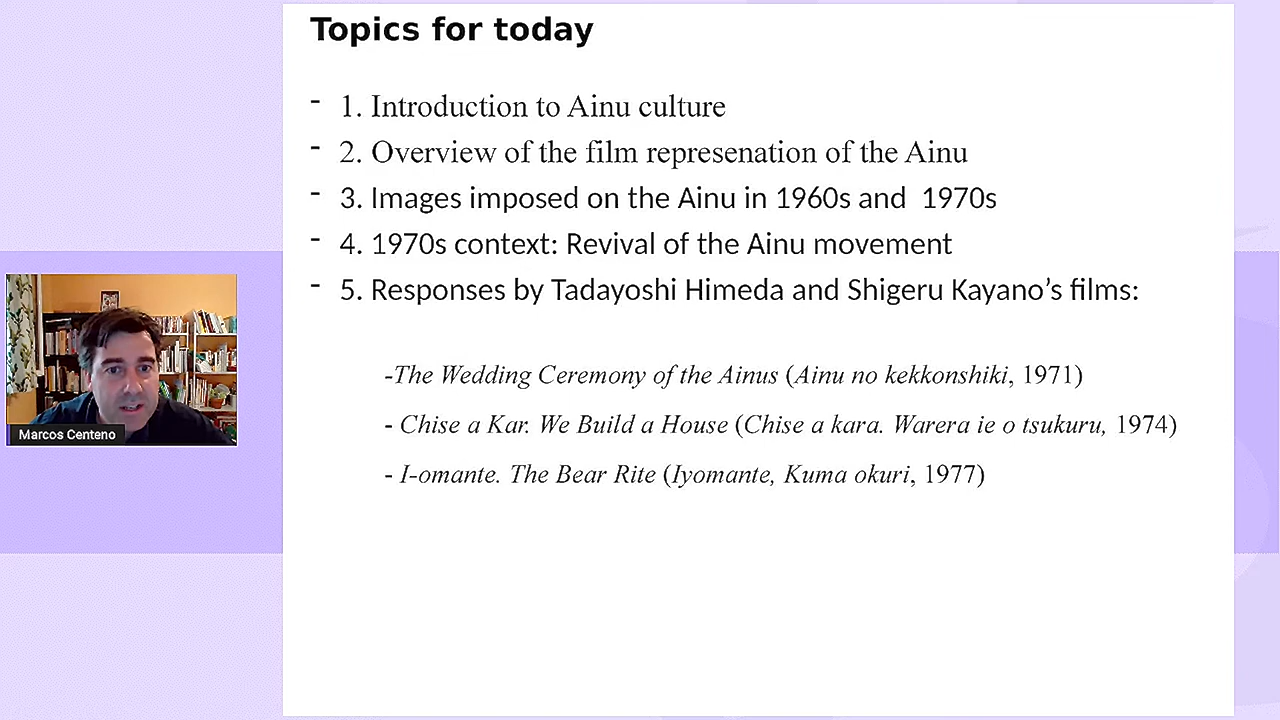 Topics for today
- 1. Introduction to Ainu culture
- 2. Overview of the film represenation of the Ainu
- 3. Images imposed on the Ainu in 1960s and  1970s
- 4. 1970s context: Revival of the Ainu movement
- 5. Responses by Tadayoshi Himeda and Shigeru Kayano’s films:
-The Wedding Ceremony of the Ainus (Ainu no kekkonshiki, 1971)
- Chise a Kar. We Build a House (Chise a kara. Warera ie o tsukuru, 1974)
- I-omante. The Bear Rite (Iyomante, Kuma okuri, 1977)
Marcos Centeno